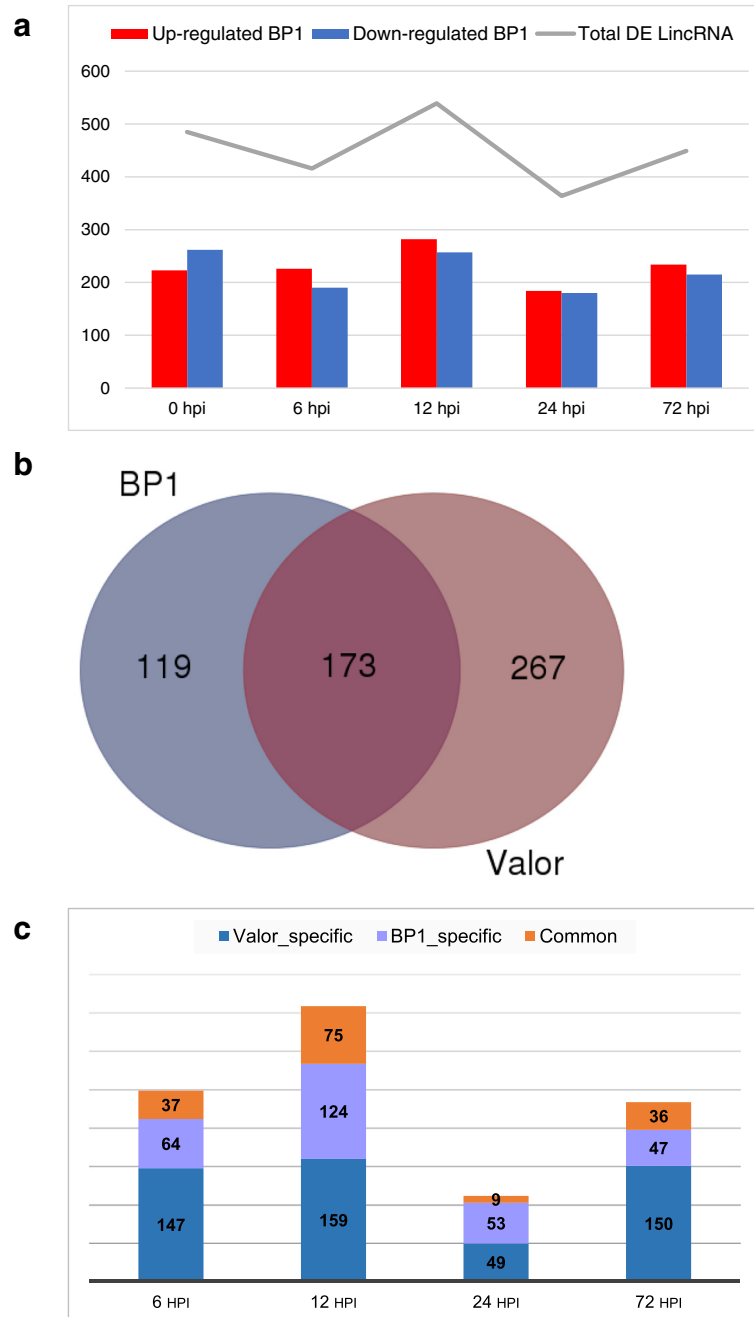 a
Up-regulated BP1 Down-regulated BP1 Total DE LincRNA
600
500
400
300
200
100
0
0 hpi 6 hpi 12 hpi 24 hpi 72 hpi
b
BP1
119 173 267
Valor
c
Valor_specific BP1_specific Common
37
64
147
75
124
159
9
53
49
36
47
150
6 HPI 12 HPI 24 HPI 72 HPI